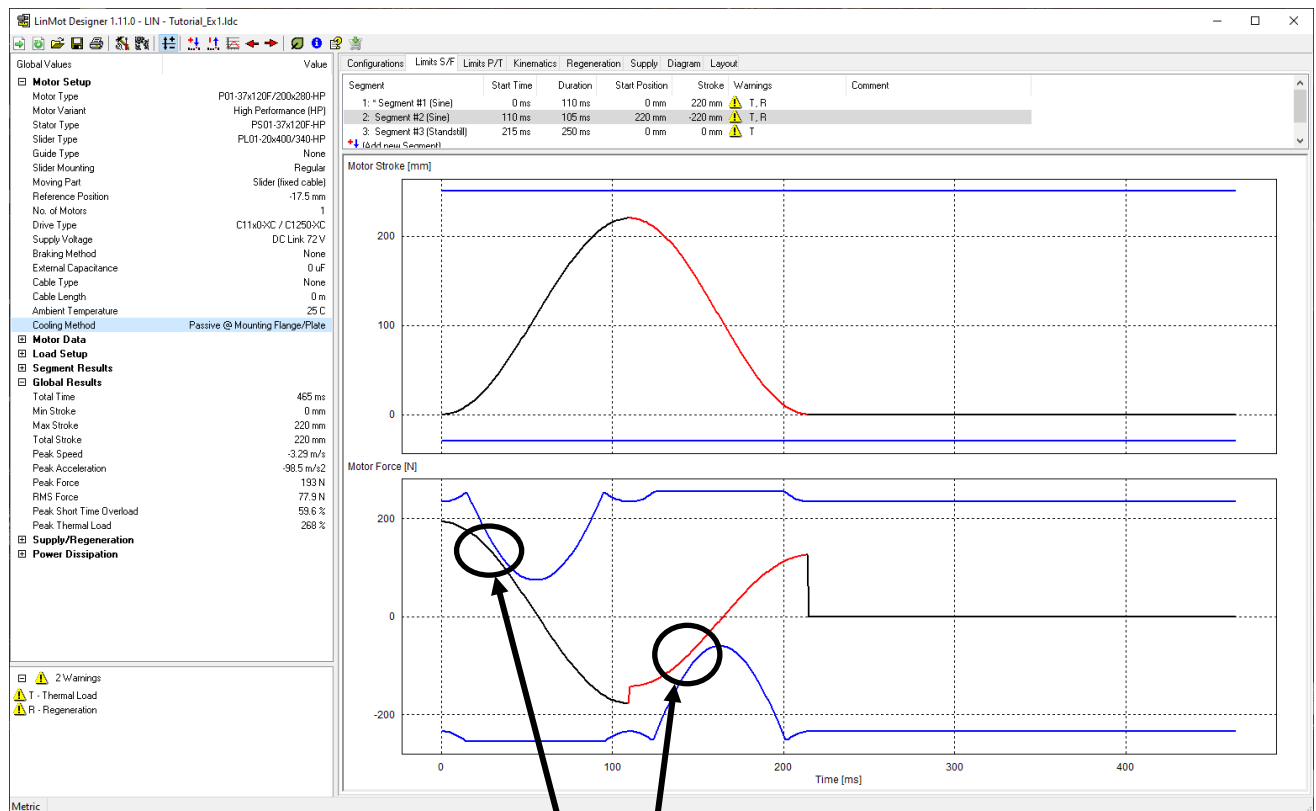 LinMot Designer 1.11.0 - LIN - Tutorial_Ex1.ldc
Global Values Value
Motor Setup
Motor Type P01-37x120F/200x280-HP
Motor Variant High Performance (HP)
Stator Type PS01-37x120F-HP
Slider Type PL01-20x400/340-HP
Guide Type None
Slider Mounting Regular
Moving Part Slider (fixed cable)
Reference Position -17.5 mm
No. of Motors 1
Drive Type C11x0-XC / C1250-XC
Supply Voltage DC Link 72 V
Braking Method None
External Capacitance 0 uF
Cable Type None
Cable Length 0 m
Ambient Temperature 25 C
Cooling Method Passive @ Mounting Flange/Plate
Motor Data
Load Setup
Segment Results
Global Results
Total Time 465 ms
Min Stroke 0 mm
Max Stroke 220 mm
Total Stroke 220 mm
Peak Speed -3.29 m/s
Peak Acceleration -98.5 m/s2
Peak Force 193 N
RMS Force 77.9 N
Peak Short Time Overload 59.6 %
Peak Thermal Load 268 %
Supply/Regeneration
Power Dissipation
2 Warnings
T - Thermal Load
R - Regeneration
Metric
Configurations Limits S/F Limits P/T Kinematics Regeneration Supply Diagram Layout
Segment Start Time Duration Start Position Stroke Warnings Comment
1: * Segment #1 (Sine) 0 ms 110 ms 0 mm 220 mm T, R
2: Segment #2 (Sine) 110 ms 105 ms 220 mm -220 mm T, R
3: Segment #3 (Standstill) 215 ms 250 ms 0 mm 0 mm T
(Add new Segment)
Motor Stroke [mm]
200
100
0
Motor Force [N]
200
0
-200
0 100 200 300 400
Time [ms]